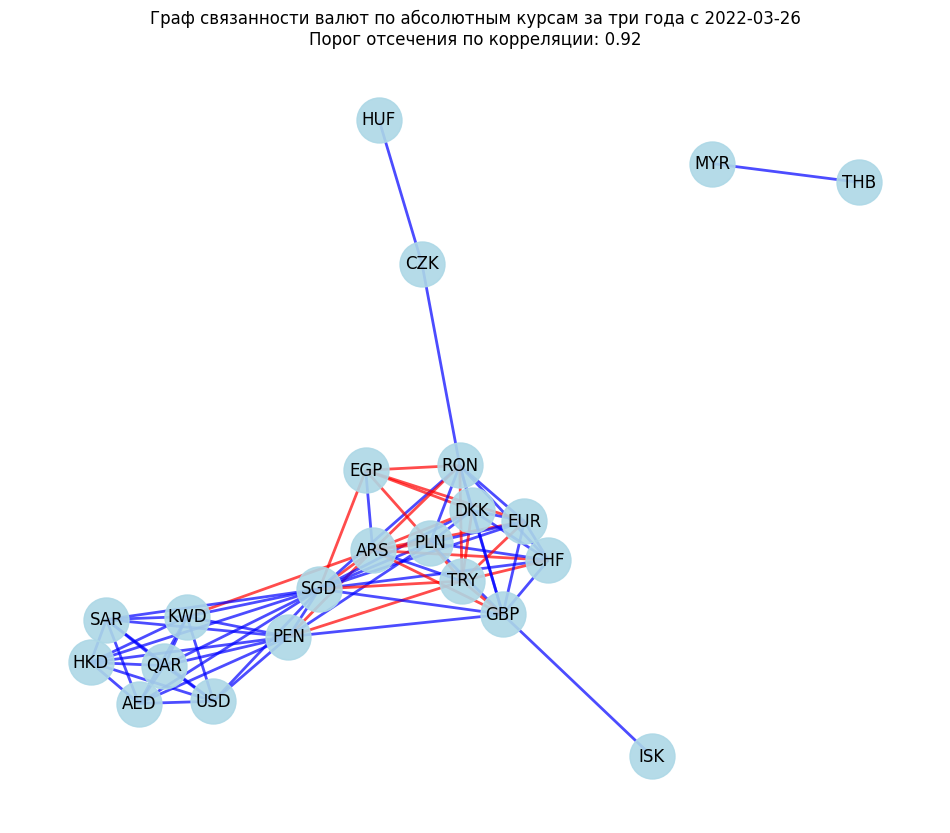 Граф связанности валют по абсолютным курсам за три года с 2022-03-26
Порог отсечения по корреляции: 0.92
HUF
MYR
THB
CZK
EGP
RON
DKK
EUR
ARS
PLN
CHF
SGD
TRY
GBP
SAR
KWD
PEN
HKD
QAR
AED
USD
ISK